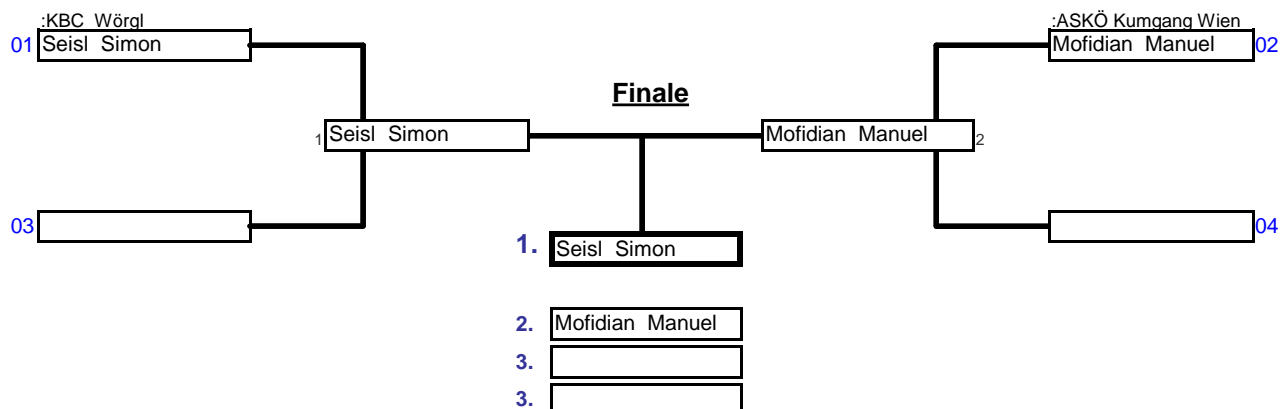 :KBC Wörgl
:ASKÖ Kumgang Wien
01 Seisl Simon
Mofidian Manuel 02
Finale
1 Seisl Simon
Mofidian Manuel 2
03
04
1. Seisl Simon
2. Mofidian Manuel
3.
3.